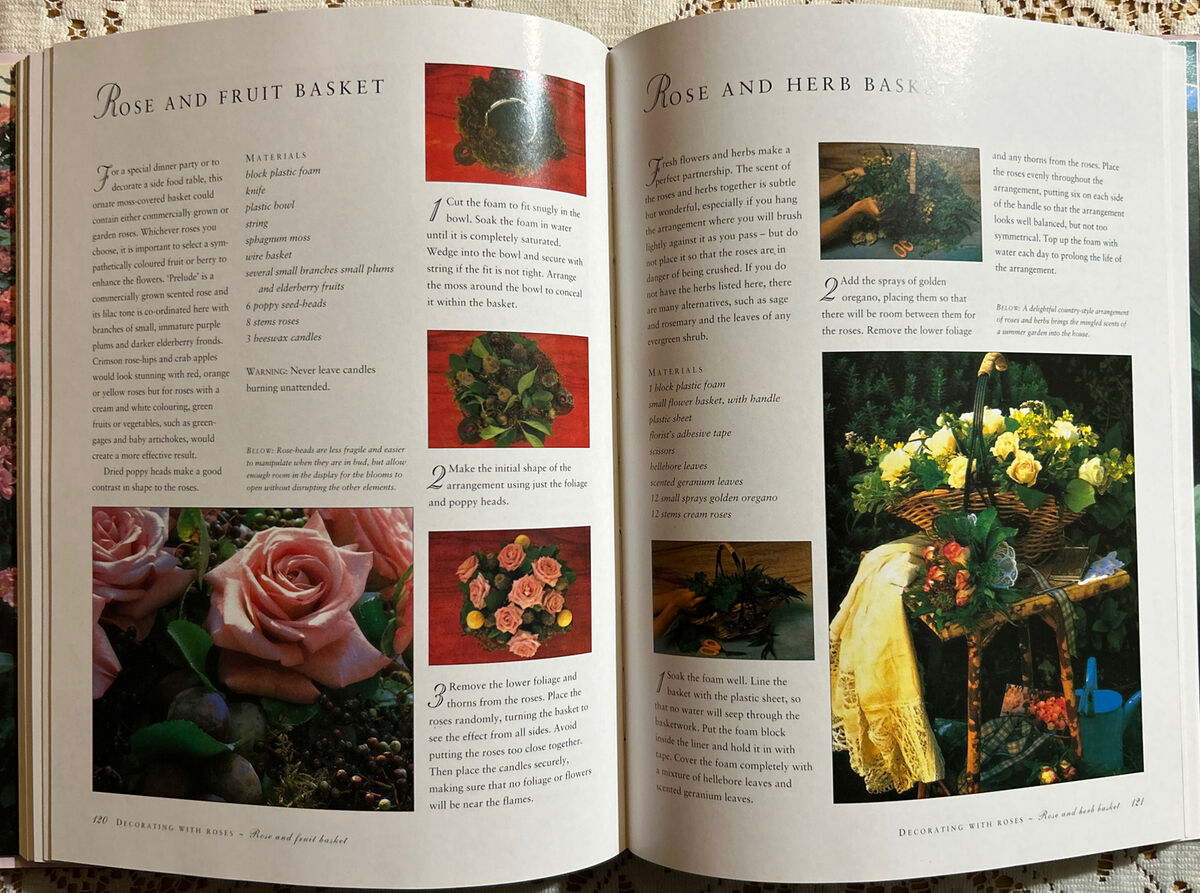 ROSE AND FRUIT BASKET
For a special dinner party or to
decorate a side food table, this
ornate moss-covered basket could
contain either commercially grown or
garden roses. Whichever roses you
choose, it is important to select a sym-
pathetically coloured fruit or berry to
enhance the flowers. 'Prelude' is a
commercially grown scented rose and
its lilac tone is co-ordinated here with
branches of small, immature purple
plums and darker elderberry fronds.
Crimson rose-hips and crab apples
would look stunning with red, orange
or yellow roses but for roses with a
cream and white colouring, green
fruits or vegetables, such as green-
gages and baby artichokes, would
create a more effective result.
Dried poppy heads make a good
contrast in shape to the roses.
MATERIALS
block plastic foam
knife
plastic bowl
string
sphagnum moss
wire basket
several small branches small plums
and elderberry fruits
6 poppy seed-heads
8 stems roses
3 beeswax candles
WARNING: Never leave candles
burning unattended.
BELOW: Rose-heads are less fragile and easier
to manipulate when they are in bud, but allow
enough room in the display for the blooms to
open without disrupting the other elements.
1 Cut the foam to fit snugly in the
bowl. Soak the foam in water
until it is completely saturated.
Wedge into the bowl and secure with
string if the fit is not tight. Arrange
the moss around the bowl to conceal
it within the basket.
2 Make the initial shape of the
arrangement using just the foliage
and poppy heads.
3 Remove the lower foliage and
thorns from the roses. Place the
roses randomly, turning the basket to
see the effect from all sides. Avoid
putting the roses too close together.
Then place the candles securely,
making sure that no foliage or flowers
will be near the flames.
120 DECORATING WITH ROSES ~ Rose and fruit basket
ROSE AND HERB BASKET
Fresh flowers and herbs make a
perfect partnership. The scent of
the roses and herbs together is subtle
but wonderful, especially if you hang
the arrangement where you will brush
lightly against it as you pass – but do
not place it so that the roses are in
danger of being crushed. If you do
not have the herbs listed here, there
are many alternatives, such as sage
and rosemary and the leaves of any
evergreen shrub.
MATERIALS
1 block plastic foam
small flower basket, with handle
plastic sheet
florist's adhesive tape
scissors
hellebore leaves
scented geranium leaves
12 small sprays golden oregano
12 stems cream roses
1 Soak the foam well. Line the
basket with the plastic sheet, so
that no water will seep through the
basketwork. Put the foam block
inside the liner and hold it in with
tape. Cover the foam completely with
a mixture of hellebore leaves and
scented geranium leaves.
2 Add the sprays of golden
oregano, placing them so that
there will be room between them for
the roses. Remove the lower foliage
and any thorns from the roses. Place
the roses evenly throughout the
arrangement, putting six on each side
of the handle so that the arrangement
looks well balanced, but not too
symmetrical. Top up the foam with
water each day to prolong the life of
the arrangement.
BELOW: A delightful country-style arrangement
of roses and herbs brings the mingled scents of
a summer garden into the house.
DECORATING WITH ROSES ~ Rose and herb basket 121